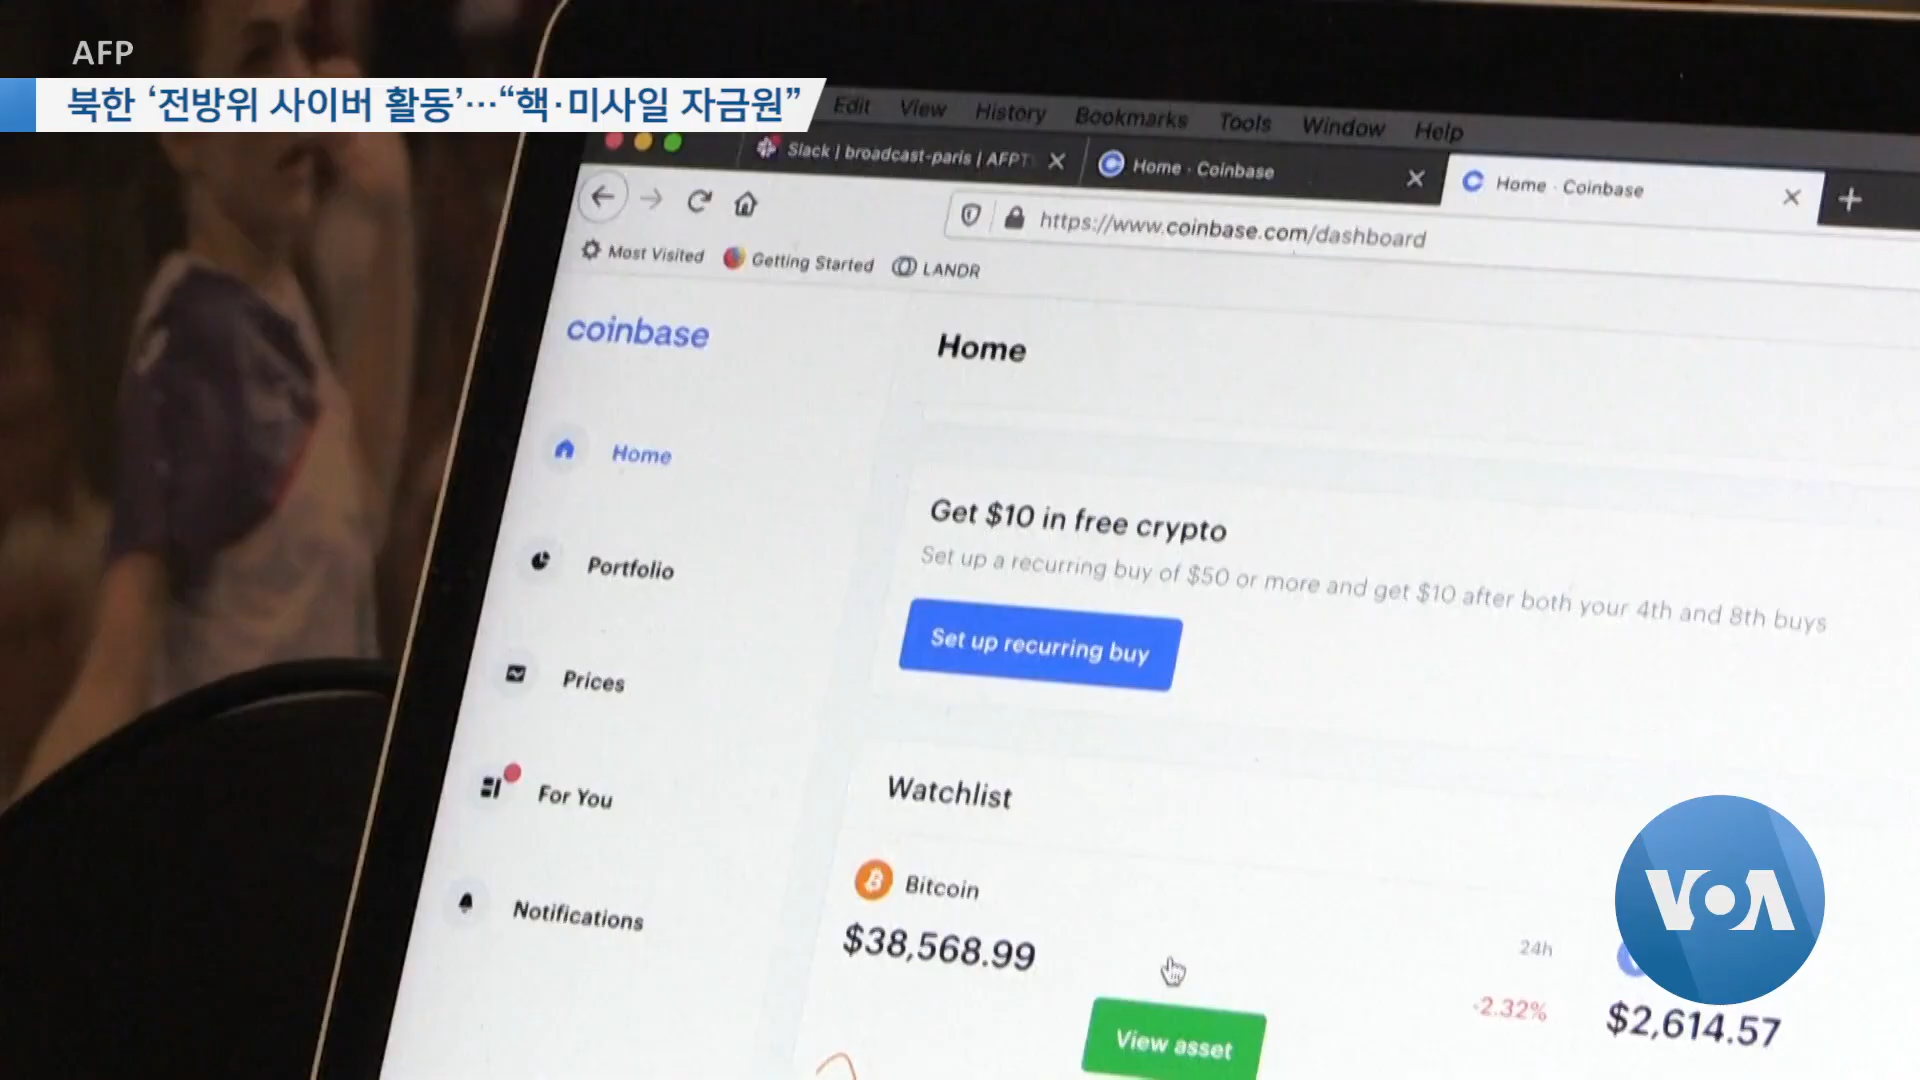 AFP
북한 ‘전방위 사이버 활동’…“핵·미사일 자금원”
Edit View History Bookmarks Tools Window Help
Slack | broadcast-paris | AFPT
Home · Coinbase
Home · Coinbase
https://www.coinbase.com/dashboard
Most Visited Getting Started LANDR
coinbase
Home
Home
Portfolio
Prices
For You
Notifications
Get $10 in free crypto
Set up a recurring buy of $50 or more and get $10 after both your 4th and 8th buys
Set up recurring buy
Watchlist
Bitcoin
$38,568.99
24h
-2.32%
View asset
$2,614.57
VOA